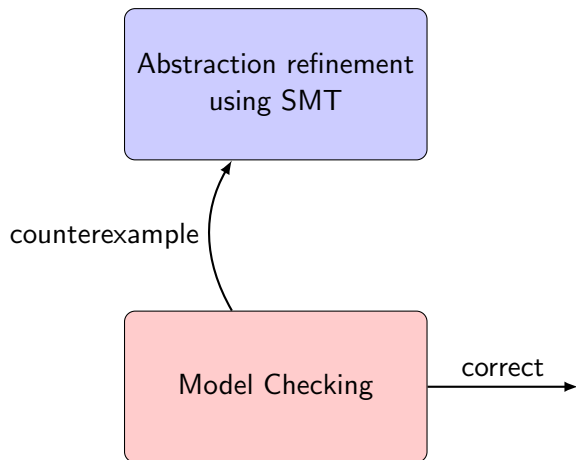 Abstraction refinement
using SMT
counterexample
Model Checking
correct